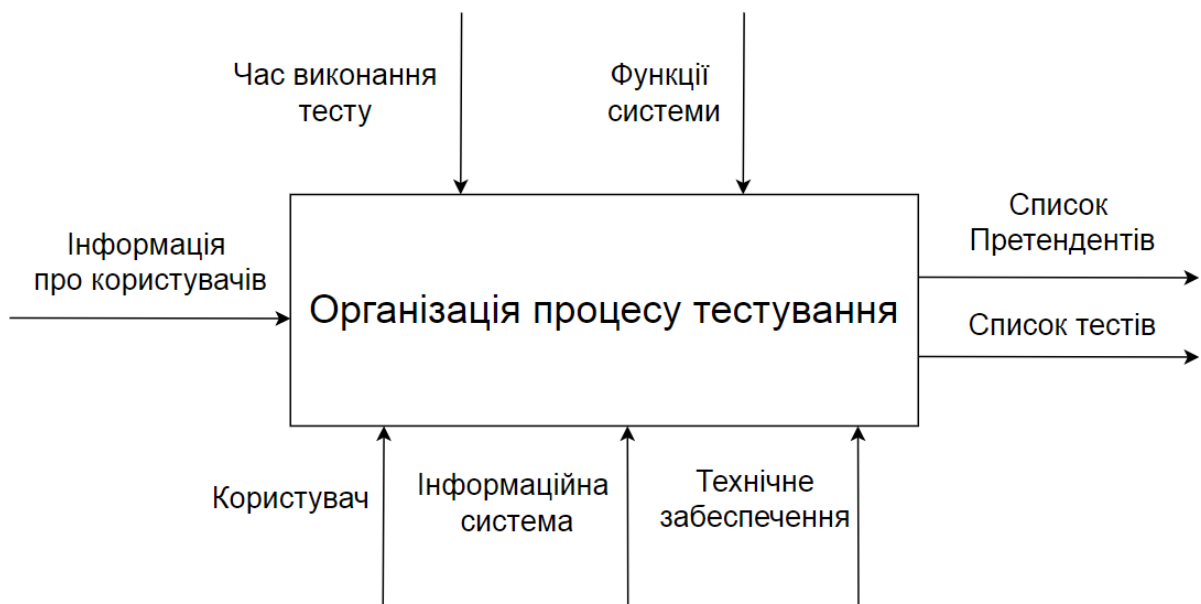 Час виконання
тесту
Функції
системи
Інформація
про користувачів
Організація процесу тестування
Список
Претендентів
Список тестів
Користувач
Інформаційна
система
Технічне
забеспечення